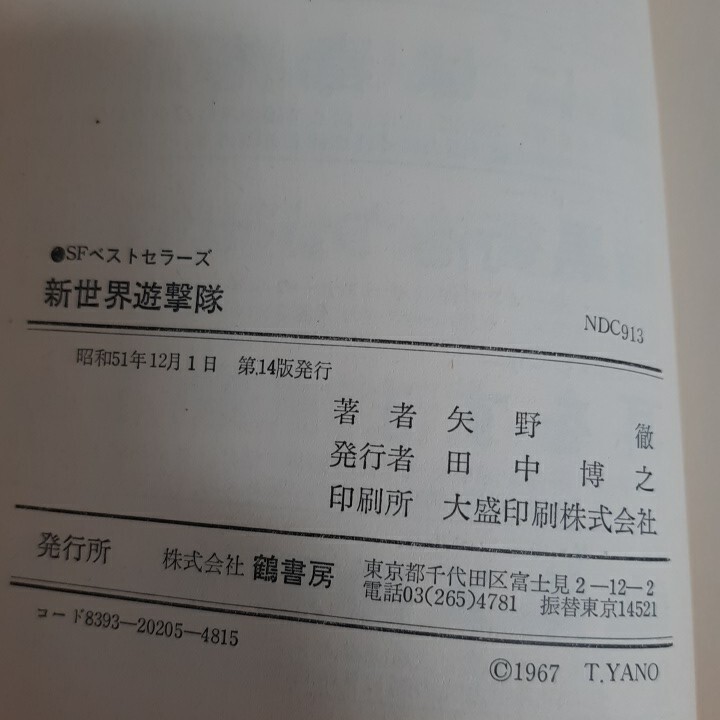 ●SFベストセラーズ
新世界遊撃隊
NDC913
昭和51年12月1日 第14版発行
著者 矢野徹
発行者 田中博之
印刷所 大盛印刷株式会社
発行所 株式会社 鶴書房 東京都千代田区富士見2-12-2
電話03(265)4781 振替東京14521
コード8393-20205-4815
©1967 T.YANO